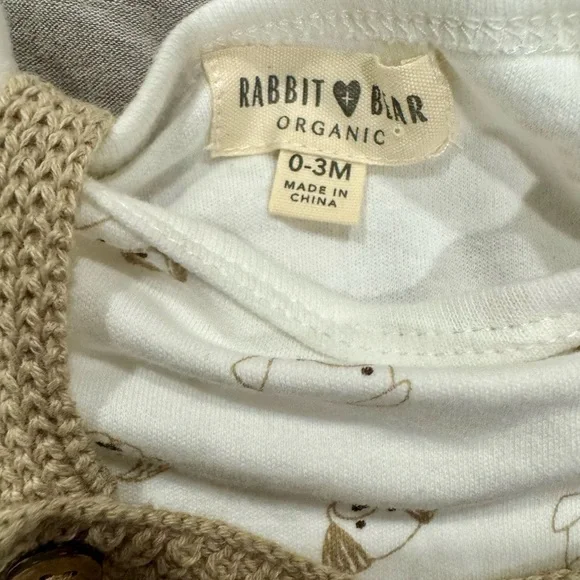 RABBIT BEAR
ORGANIC
0-3M
MADE IN
CHINA